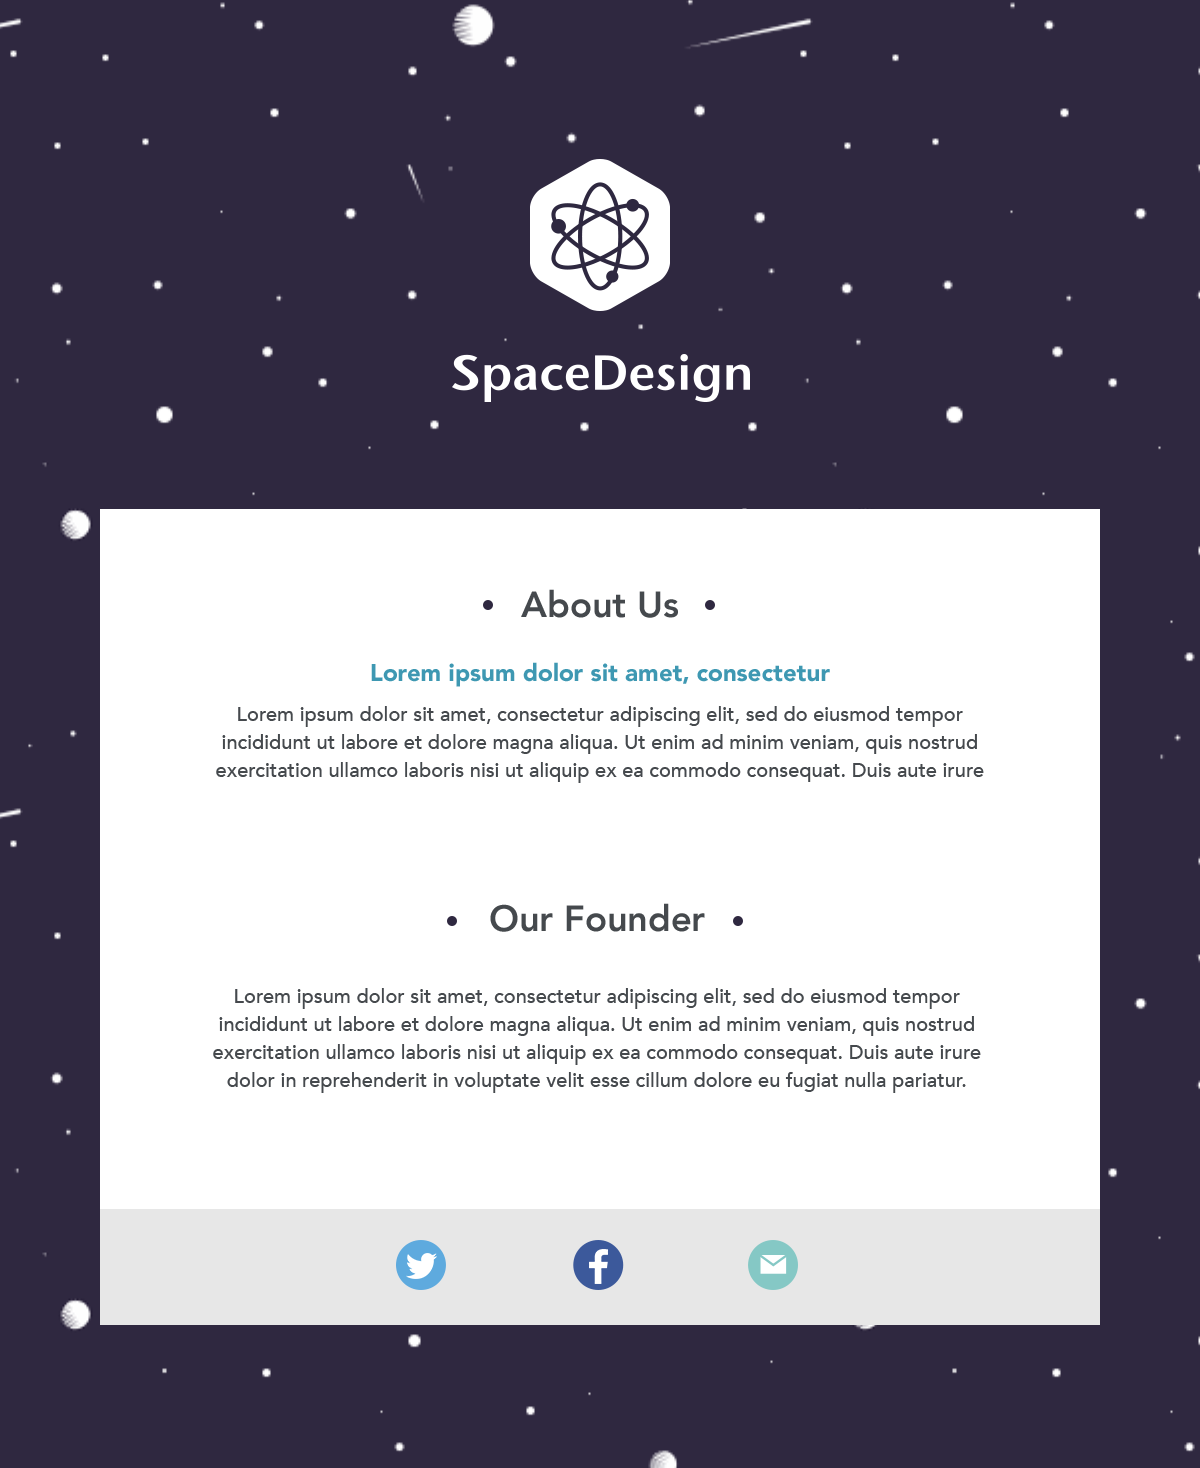 SpaceDesign
• About Us •
Lorem ipsum dolor sit amet, consectetur
Lorem ipsum dolor sit amet, consectetur adipiscing elit, sed do eiusmod tempor
incididunt ut labore et dolore magna aliqua. Ut enim ad minim veniam, quis nostrud
exercitation ullamco laboris nisi ut aliquip ex ea commodo consequat. Duis aute irure
• Our Founder •
Lorem ipsum dolor sit amet, consectetur adipiscing elit, sed do eiusmod tempor
incididunt ut labore et dolore magna aliqua. Ut enim ad minim veniam, quis nostrud
exercitation ullamco laboris nisi ut aliquip ex ea commodo consequat. Duis aute irure
dolor in reprehenderit in voluptate velit esse cillum dolore eu fugiat nulla pariatur.